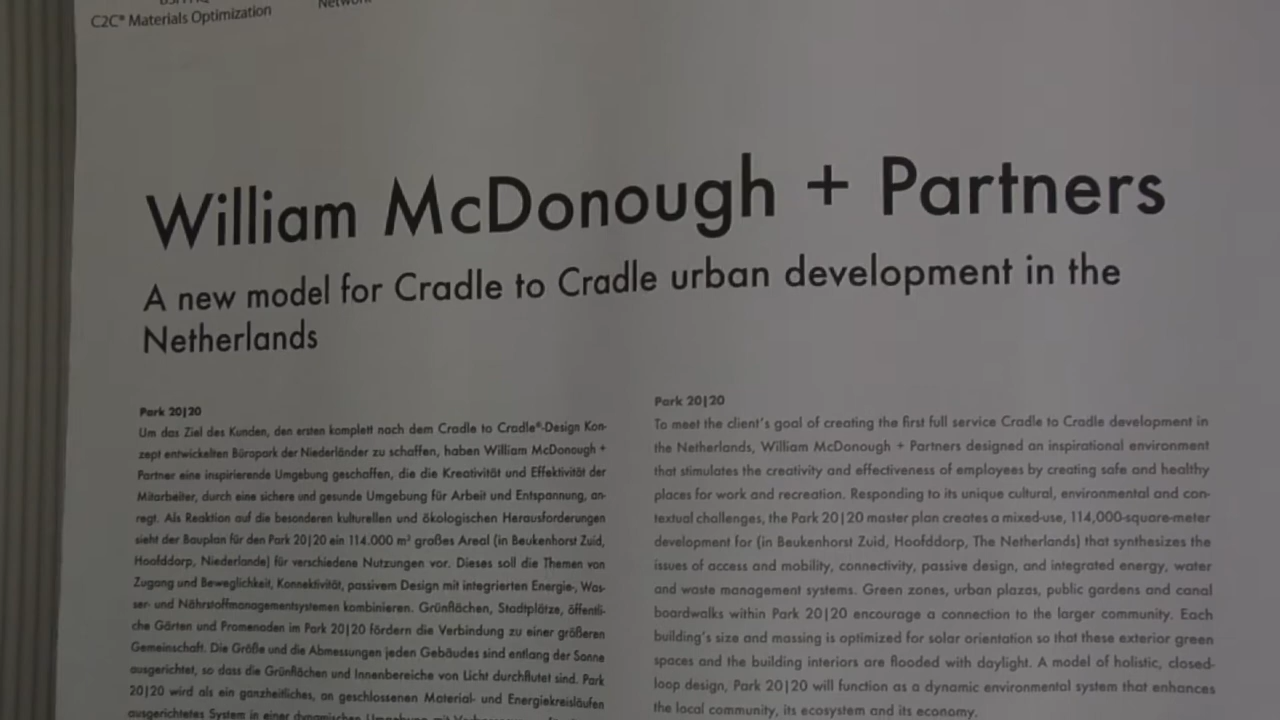 C2C® Materials Optimization
Network
William McDonough + Partners
A new model for Cradle to Cradle urban development in the
Netherlands
Park 20|20
Um das Ziel des Kunden, den ersten komplett nach dem Cradle to Cradle®-Design Kon-
zept entwickelten Büropark der Niederländer zu schaffen, haben William McDonough +
Partner eine inspirierende Umgebung geschaffen, die die Kreativität und Effektivität der
Mitarbeiter, durch eine sichere und gesunde Umgebung für Arbeit und Entspannung, an-
regt. Als Reaktion auf die besonderen kulturellen und ökologischen Herausforderungen
sieht der Bauplan für den Park 20|20 ein 114.000 m² großes Areal (in Beukenhorst Zuid,
Hoofddorp, Niederlande) für verschiedene Nutzungen vor. Dieses soll die Themen von
Zugang und Beweglichkeit, Konnektivität, passivem Design mit integrierten Energie-, Was-
ser- und Nährstoffmanagementsystemen kombinieren. Grünflächen, Stadtplätze, öffentli-
che Gärten und Promenaden im Park 20|20 fördern die Verbindung zu einer größeren
Gemeinschaft. Die Größe und die Abmessungen jeden Gebäudes sind entlang der Sonne
ausgerichtet, so dass die Grünflächen und Innenbereiche von Licht durchflutet sind. Park
20|20 wird als ein ganzheitliches, an geschlossenen Material- und Energiekreisläufen
ausgerichtetes System in einer dynamischen Umgebung mit
Park 20|20
To meet the client's goal of creating the first full service Cradle to Cradle development in
the Netherlands, William McDonough + Partners designed an inspirational environment
that stimulates the creativity and effectiveness of employees by creating safe and healthy
places for work and recreation. Responding to its unique cultural, environmental and con-
textual challenges, the Park 20|20 master plan creates a mixed-use, 114,000-square-meter
development for (in Beukenhorst Zuid, Hoofddorp, The Netherlands) that synthesizes the
issues of access and mobility, connectivity, passive design, and integrated energy, water
and waste management systems. Green zones, urban plazas, public gardens and canal
boardwalks within Park 20|20 encourage a connection to the larger community. Each
building's size and massing is optimized for solar orientation so that these exterior green
spaces and the building interiors are flooded with daylight. A model of holistic, closed-
loop design, Park 20|20 will function as a dynamic environmental system that enhances
the local community, its ecosystem and its economy.